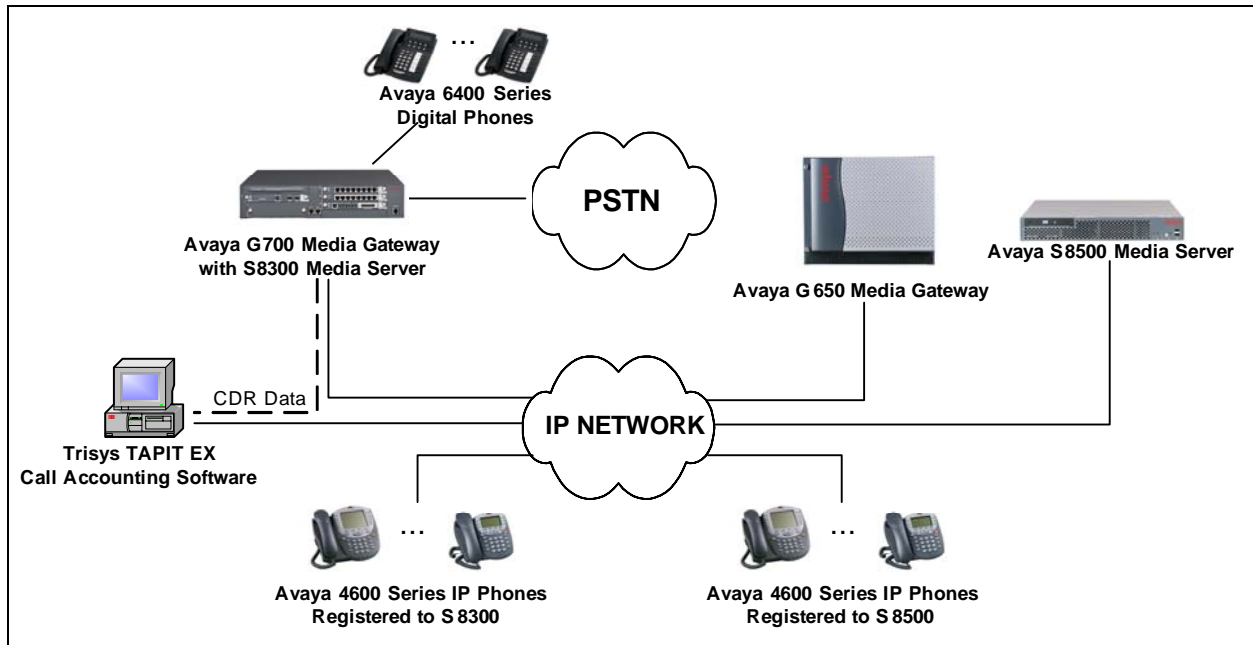 ...
Avaya 6400 Series
Digital Phones
PSTN
Avaya G700 Media Gateway
with S8300 Media Server
Avaya S8500 Media Server
Avaya G650 Media Gateway
CDR Data
IP NETWORK
Trisys TAPIT EX
Call Accounting Software
...
...
Avaya 4600 Series IP Phones
Registered to S8300
Avaya 4600 Series IP Phones
Registered to S8500